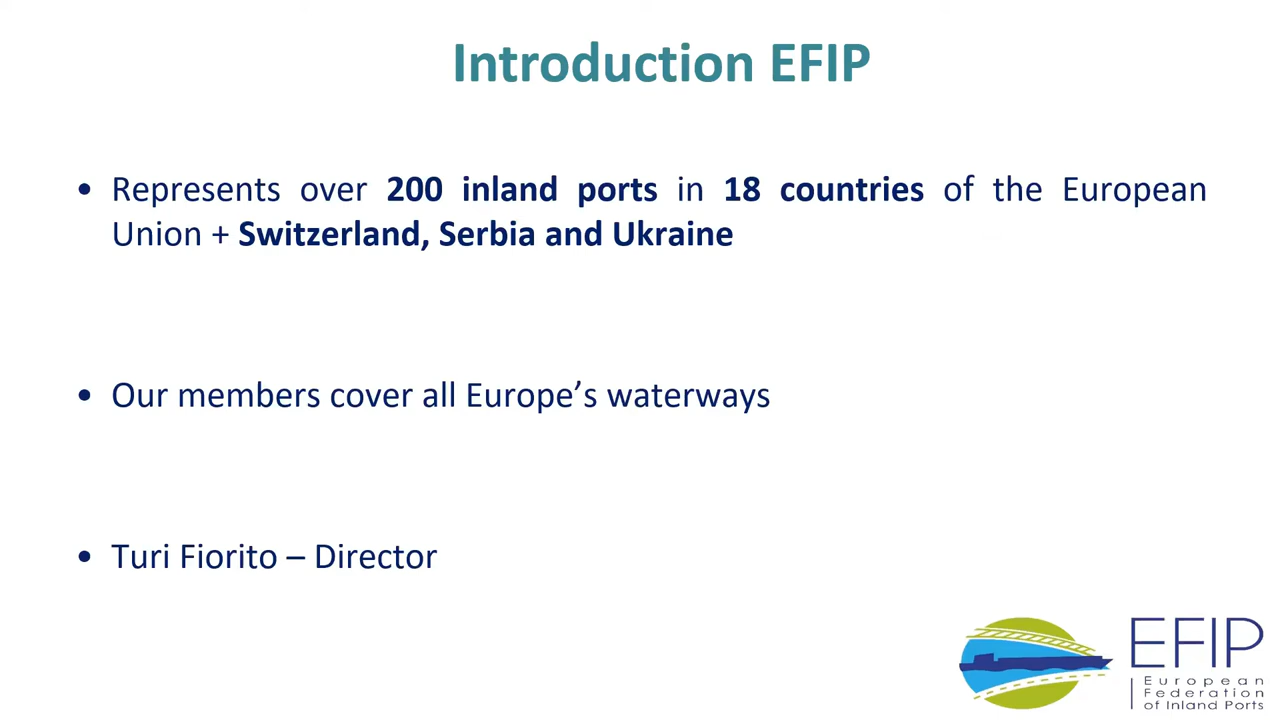 Introduction EFIP
• Represents over 200 inland ports in 18 countries of the European
Union + Switzerland, Serbia and Ukraine
• Our members cover all Europe’s waterways
• Turi Fiorito – Director
EFIP
European
Federation
of Inland Ports